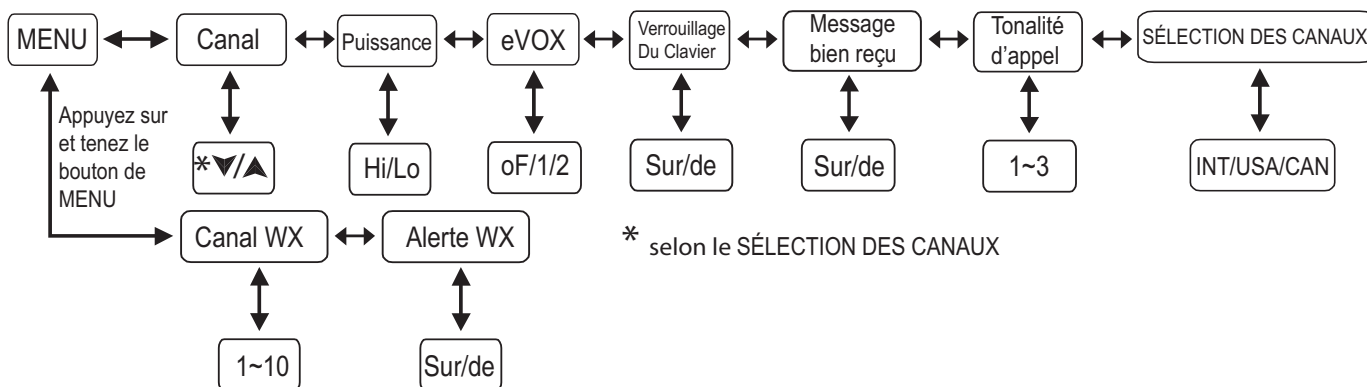 MENU
Canal
Puissance
eVOX
Verrouillage
Du Clavier
Message
bien reçu
Tonalité
d'appel
SÉLECTION DES CANAUX
Appuyez sur
et tenez le
bouton de
MENU
*▼/▲
Hi/Lo
oF/1/2
Sur/de
Sur/de
1~3
INT/USA/CAN
Canal WX
Alerte WX
* selon le SÉLECTION DES CANAUX
1~10
Sur/de